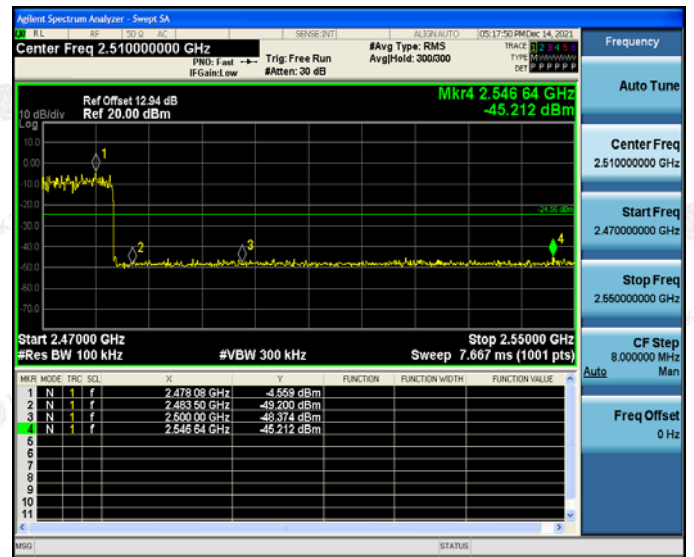 Agilent Spectrum Analyzer - Swept SA
RL RF 50 Ω AC SENSE:INT ALIGN AUTO 05:17:50 PM Dec 14, 2021
Center Freq 2.510000000 GHz
PNO: Fast
IFGain:Low
Trig: Free Run
#Atten: 30 dB
#Avg Type: RMS
Avg|Hold: 300/300
TRACE 1 2 3 4 5 6
TYPE M
DET P P P P P P
Frequency
Auto Tune
Center Freq
2.510000000 GHz
Start Freq
2.470000000 GHz
Stop Freq
2.550000000 GHz
CF Step
8.000000 MHz
Auto Man
Freq Offset
0 Hz
Mkr4 2.546 64 GHz
-45.212 dBm
Ref Offset 12.94 dB
10 dB/div Ref 20.00 dBm
Log
10.0
0.00
-10.0
-20.0
-30.0
-40.0
-50.0
-60.0
-70.0
1
2
3
4
-24.56 dBm
Start 2.47000 GHz Stop 2.55000 GHz
#Res BW 100 kHz #VBW 300 kHz Sweep 7.667 ms (1001 pts)
MKR MODE TRC SCL X Y FUNCTION FUNCTION WIDTH FUNCTION VALUE
1 N 1 f 2.478 08 GHz -4.559 dBm
2 N 1 f 2.483 50 GHz -49.200 dBm
3 N 1 f 2.500 00 GHz -48.374 dBm
4 N 1 f 2.546 64 GHz -45.212 dBm
5
6
7
8
9
10
11
MSG STATUS